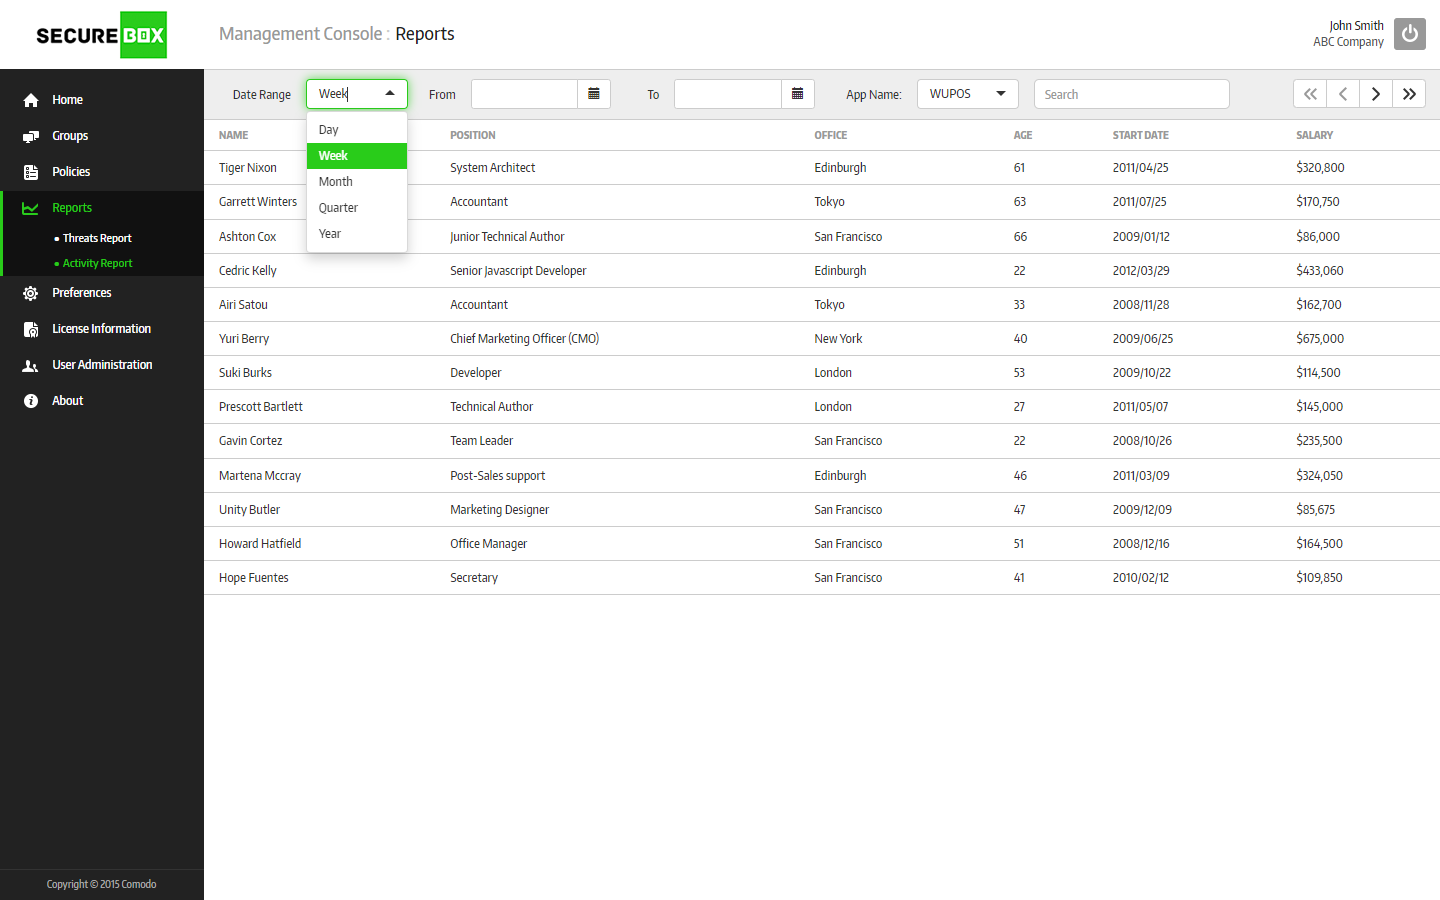 SECURE BOX
Management Console : Reports
John Smith
ABC Company
Home
Groups
Policies
Reports
Threats Report
Activity Report
Preferences
License Information
User Administration
About
Copyright © 2015 Comodo
Date Range Week From To App Name: WUPOS Search
Day
Week
Month
Quarter
Year
NAME POSITION OFFICE AGE START DATE SALARY
Tiger Nixon System Architect Edinburgh 61 2011/04/25 $320,800
Garrett Winters Accountant Tokyo 63 2011/07/25 $170,750
Ashton Cox Junior Technical Author San Francisco 66 2009/01/12 $86,000
Cedric Kelly Senior Javascript Developer Edinburgh 22 2012/03/29 $433,060
Airi Satou Accountant Tokyo 33 2008/11/28 $162,700
Yuri Berry Chief Marketing Officer (CMO) New York 40 2009/06/25 $675,000
Suki Burks Developer London 53 2009/10/22 $114,500
Prescott Bartlett Technical Author London 27 2011/05/07 $145,000
Gavin Cortez Team Leader San Francisco 22 2008/10/26 $235,500
Martena Mccray Post-Sales support Edinburgh 46 2011/03/09 $324,050
Unity Butler Marketing Designer San Francisco 47 2009/12/09 $85,675
Howard Hatfield Office Manager San Francisco 51 2008/12/16 $164,500
Hope Fuentes Secretary San Francisco 41 2010/02/12 $109,850